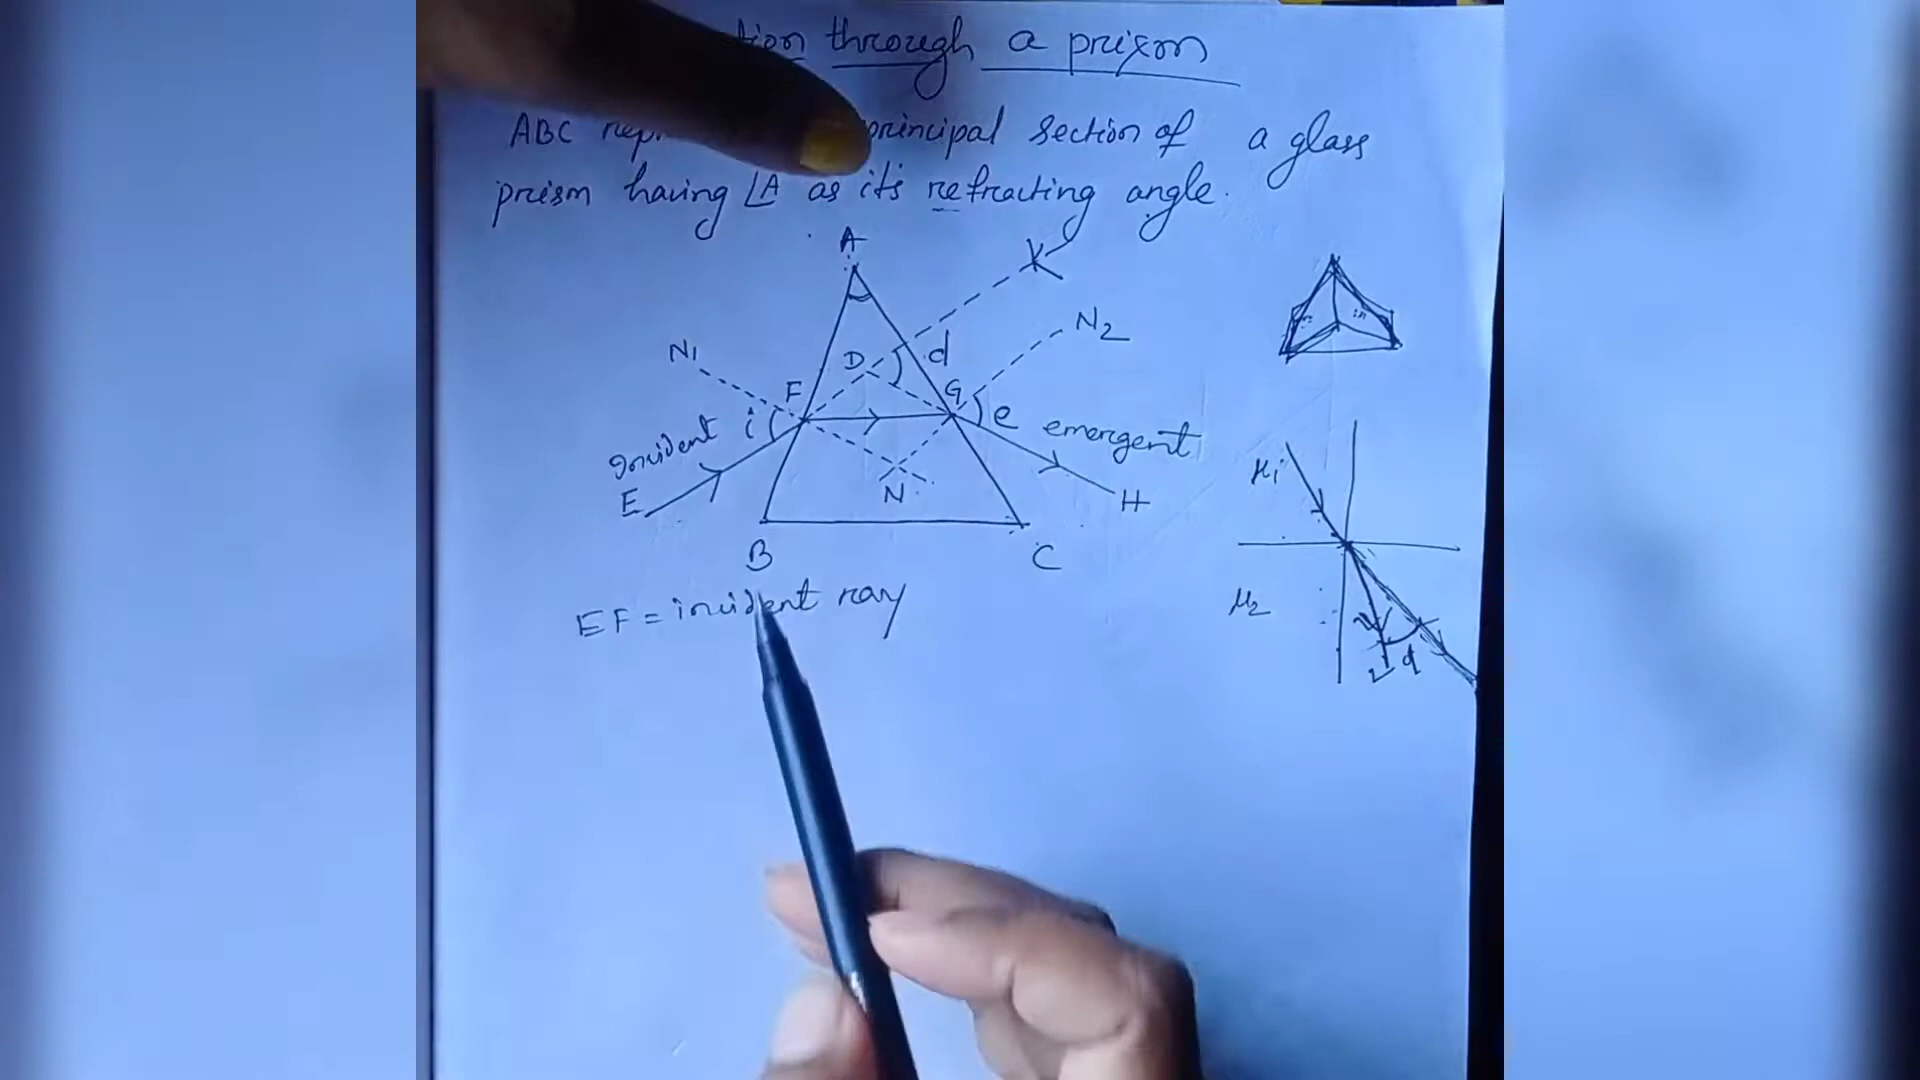 through a prism
ABC principal section of a glass
prism having ∠A as its refracting angle.
A
K
N2
N1
D
d
F
G
i
e
Incident
emergent
E
N
H
B
C
EF = incident ray
μ1
μ2
d